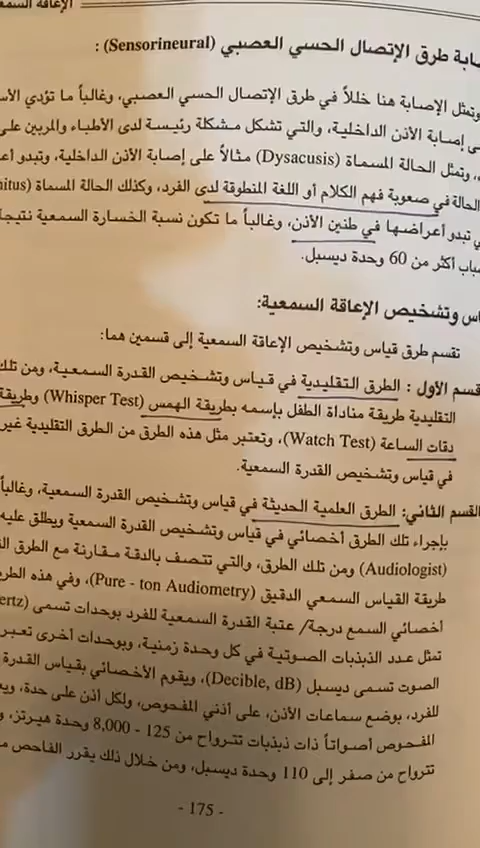 الإعاقة السمعية
طرق الإتصال الحسي العصبي (Sensorineural) :
وتمثل الإصابة هنا خللاً في طرق الإتصال الحسي العصبي، وغالباً ما تؤدي
إصابة الأذن الداخلية، والتي تشكل مشكلة رئيسة لدى الأطباء والمربين على
وتمثل الحالة المسماة (Dysacusis) مثالاً على إصابة الأذن الداخلية، وتبدو
الحالة في صعوبة فهم الكلام أو اللغة المنطوقة لدى الفرد، وكذلك الحالة المسماة
تبدو أعراضها في طنين الأذن، وغالباً ما تكون نسبة الخسارة السمعية
أكثر من 60 وحدة ديسبل.
وتشخيص الإعاقة السمعية:
تقسم طرق قياس وتشخيص الإعاقة السمعية إلى قسمين هما:
الأول : الطرق التقليدية في قياس وتشخيص القدرة السمعية، ومن
التقليدية طريقة مناداة الطفل بإسمه بطريقة الهمس (Whisper Test) وطريقة
دقات الساعة (Watch Test)، وتعتبر مثل هذه الطرق من الطرق التقليدية غير
في قياس وتشخيص القدرة السمعية.
القسم الثاني: الطرق العلمية الحديثة في قياس وتشخيص القدرة السمعية، وغالباً
بإجراء تلك الطرق أخصائي في قياس وتشخيص القدرة السمعية ويطلق عليه
(Audiologist) ومن تلك الطرق، والتي تتصف بالدقة مقارنة مع الطرق
طريقة القياس السمعي الدقيق (Pure - ton Audiometry)، وفي هذه
أخصائي السمع درجة/ عتبة القدرة السمعية للفرد بوحدات تسمى
تمثل عدد الذبذبات الصوتية في كل وحدة زمنية، وبوحدات أخرى تعبر
الصوت تسمى ديسبل (Decible, dB)، ويقوم الأخصائي بقياس القدرة
للفرد، بوضع سماعات الأذن، على أذني المفحوص، ولكل أذن على حدة،
المفحوص أصواتاً ذات ذبذبات تترواح من 125 - 8,000 وحدة هيرتز،
تترواح من صفر إلى 110 وحدة ديسبل، ومن خلال ذلك يقرر الفاحص
- 175 -